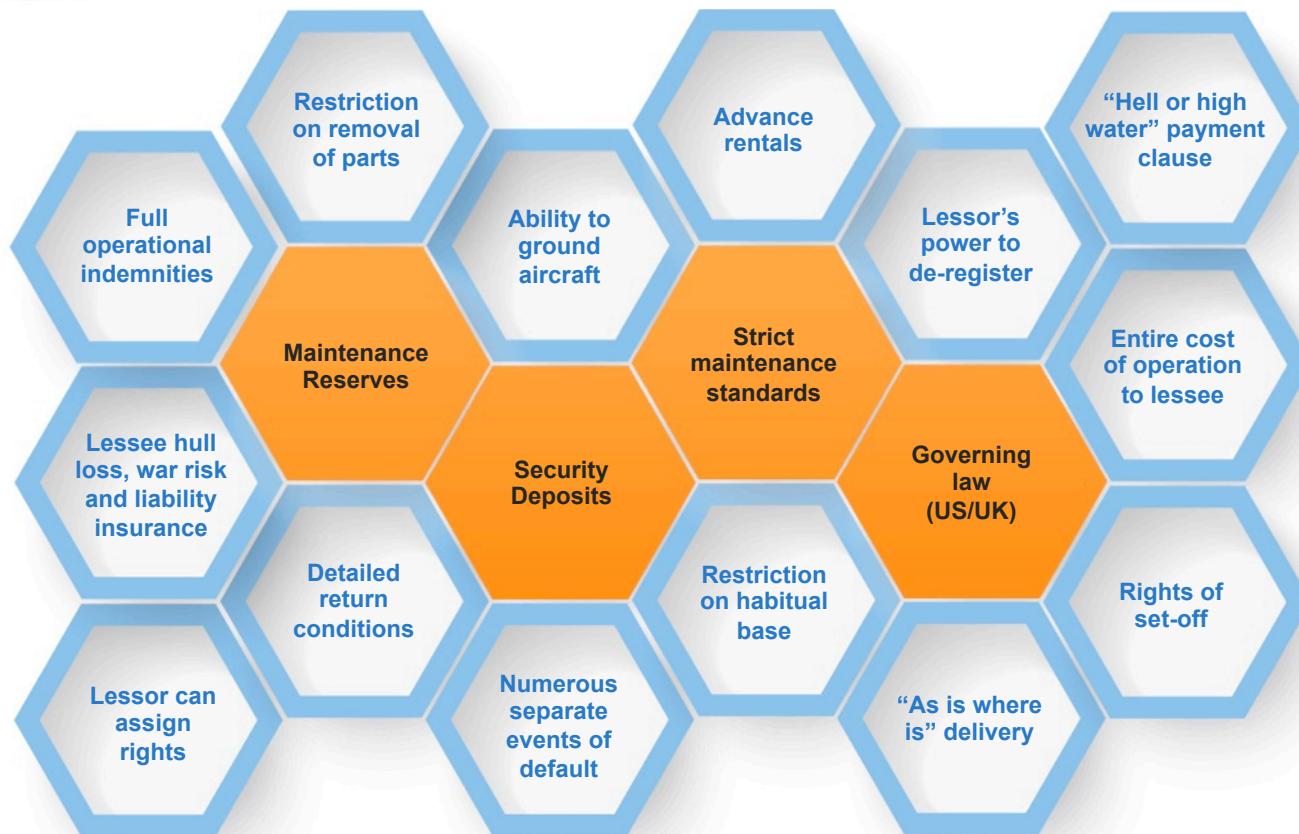 Restriction
on removal
of parts
Advance
rentals
“Hell or high
water” payment
clause
Full
operational
indemnities
Ability to
ground
aircraft
Lessor’s
power to
de-register
Maintenance
Reserves
Strict
maintenance
standards
Entire cost
of operation
to lessee
Lessee hull
loss, war risk
and liability
insurance
Security
Deposits
Governing
law
(US/UK)
Detailed
return
conditions
Restriction
on habitual
base
Rights of
set-off
Lessor can
assign
rights
Numerous
separate
events of
default
“As is where
is” delivery